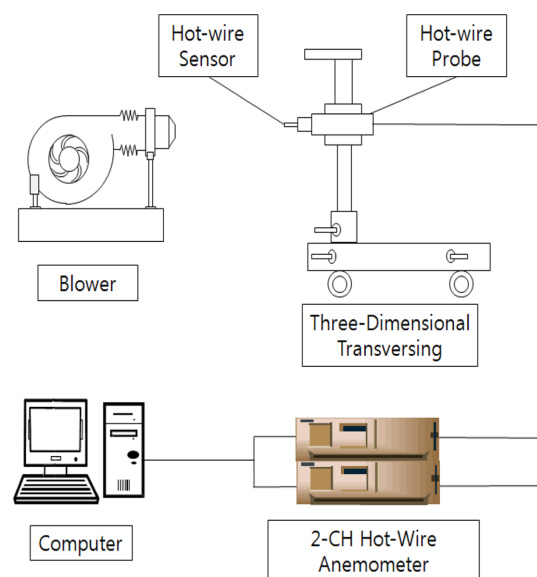 Hot-wire
Sensor
Hot-wire
Probe
Blower
Three-Dimensional
Transversing
Computer
2-CH Hot-Wire
Anemometer